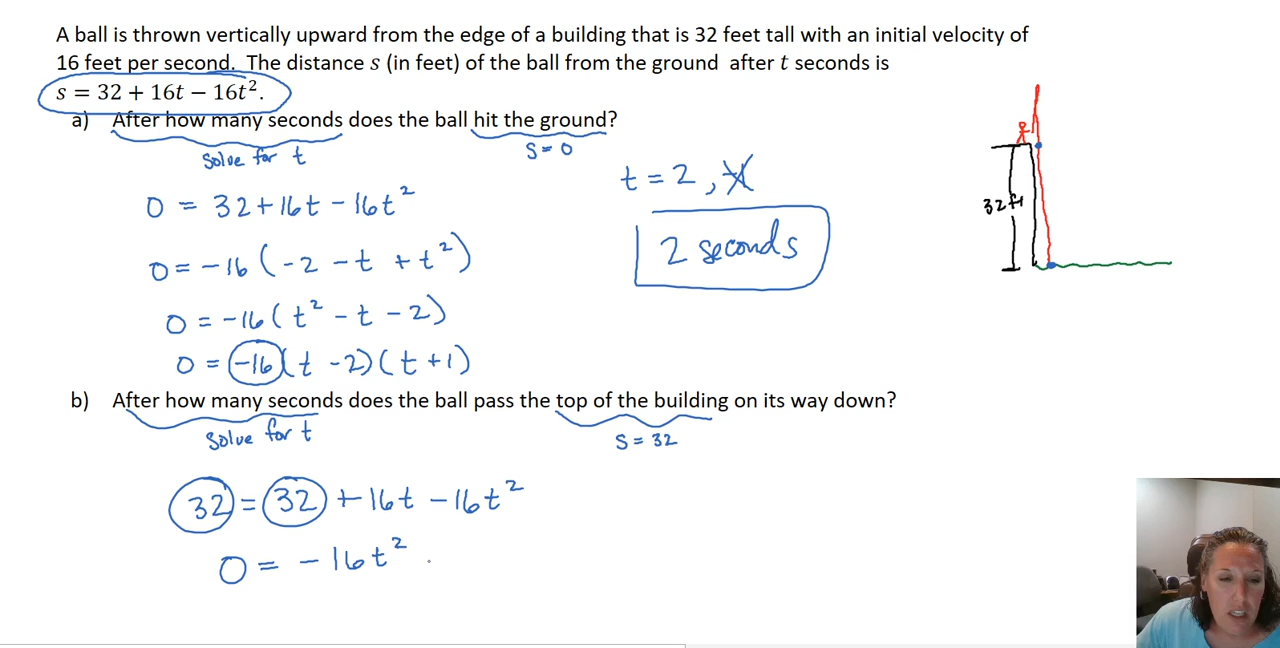 A ball is thrown vertically upward from the edge of a building that is 32 feet tall with an initial velocity of
16 feet per second. The distance s (in feet) of the ball from the ground after t seconds is
s = 32 + 16t − 16t².
a) After how many seconds does the ball hit the ground?
Solve for t
S = 0
0 = 32 + 16t − 16t²
0 = −16 (−2 − t + t²)
0 = −16 (t² − t − 2)
0 = −16 (t − 2)(t + 1)
t = 2,
2 seconds
32ft
b) After how many seconds does the ball pass the top of the building on its way down?
Solve for t
S = 32
32 = 32 + 16t − 16t²
0 = −16t²